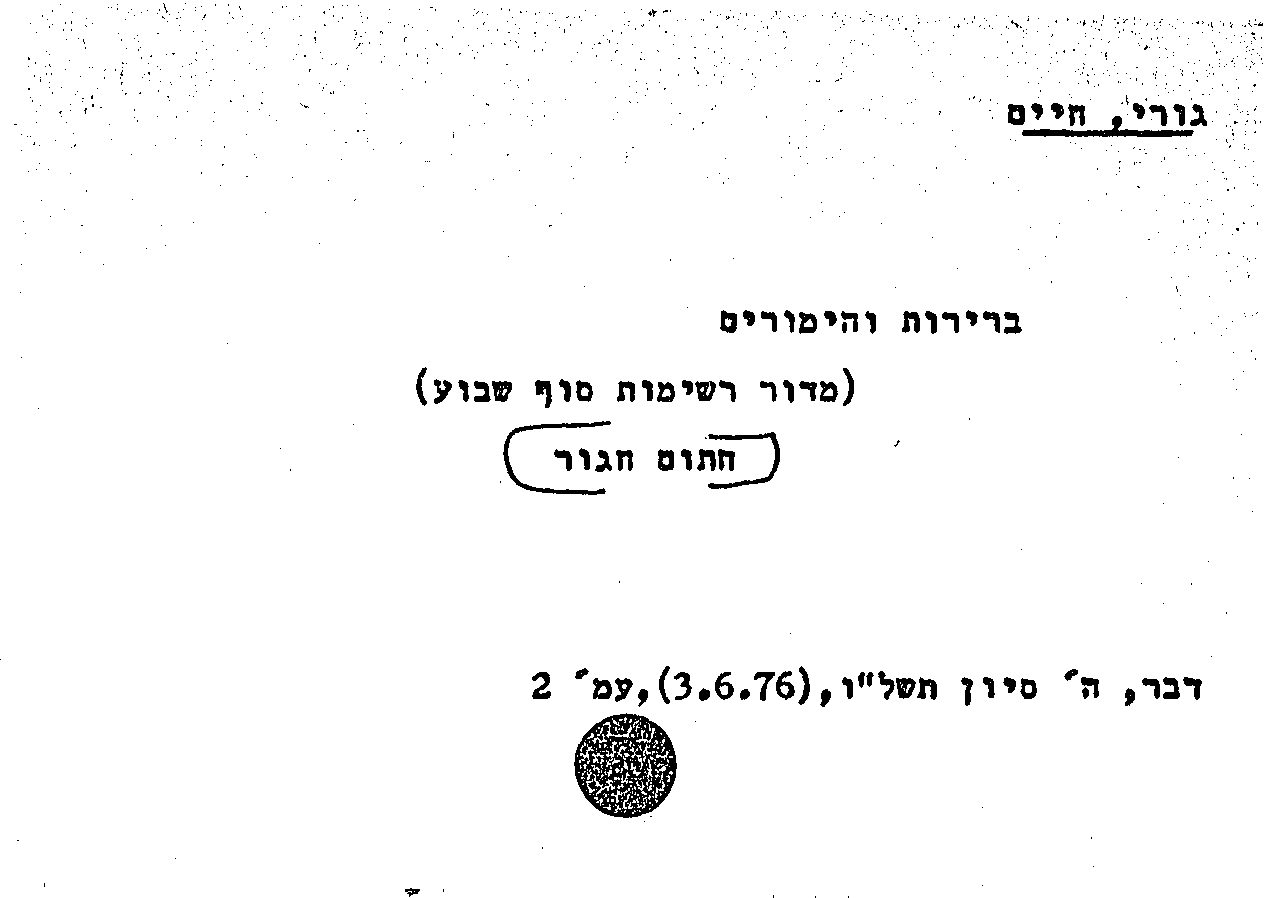 גורי, חיים
ברירות והימורים
(מדור רשימות סוף שבוע)
חתום חגור
דבר, ה׳ סיון תשל"ו,(3.6.76),עמ׳ 2